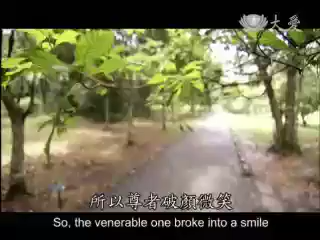 大愛
所以尊者破顏微笑
So, the venerable one broke into a smile